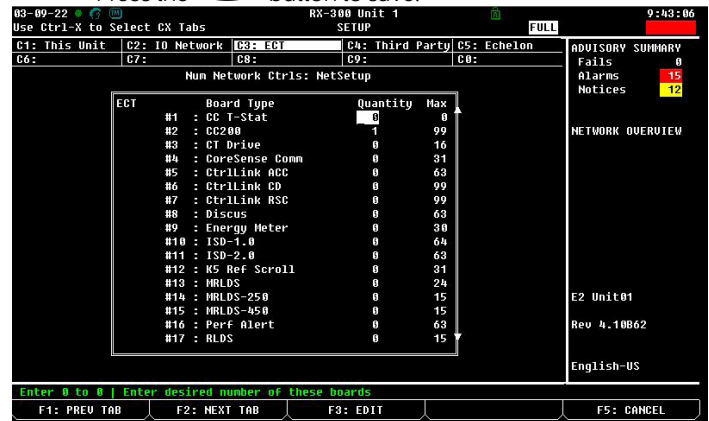 Press the button to save.
03-09-22 RX-300 Unit 1 9:43:06
Use Ctrl-X to Select CX Tabs SETUP FULL
C1: This Unit C2: IO Network C3: ECT C4: Third Party C5: Echelon
C6: C7: C8: C9: C0:
ADVISORY SUMMARY
Fails 0
Alarms 15
Notices 12
Num Network Ctrls: NetSetup
NETWORK OVERVIEW
ECT Board Type Quantity Max
#1 : CC T-Stat 0 0
#2 : CC200 1 99
#3 : CT Drive 0 16
#4 : CoreSense Comm 0 31
#5 : CtrlLink ACC 0 63
#6 : CtrlLink CD 0 99
#7 : CtrlLink RSC 0 99
#8 : Discus 0 63
#9 : Energy Meter 0 30
#10 : ISD-1.0 0 64
#11 : ISD-2.0 0 63
#12 : K5 Ref Scroll 0 31
#13 : MRLDS 0 24
#14 : MRLDS-250 0 15
#15 : MRLDS-450 0 15
#16 : Perf Alert 0 63
#17 : RLDS 0 15
E2 Unit01
Rev 4.10B62
English-US
Enter 0 to 0 | Enter desired number of these boards
F1: PREV TAB F2: NEXT TAB F3: EDIT F5: CANCEL